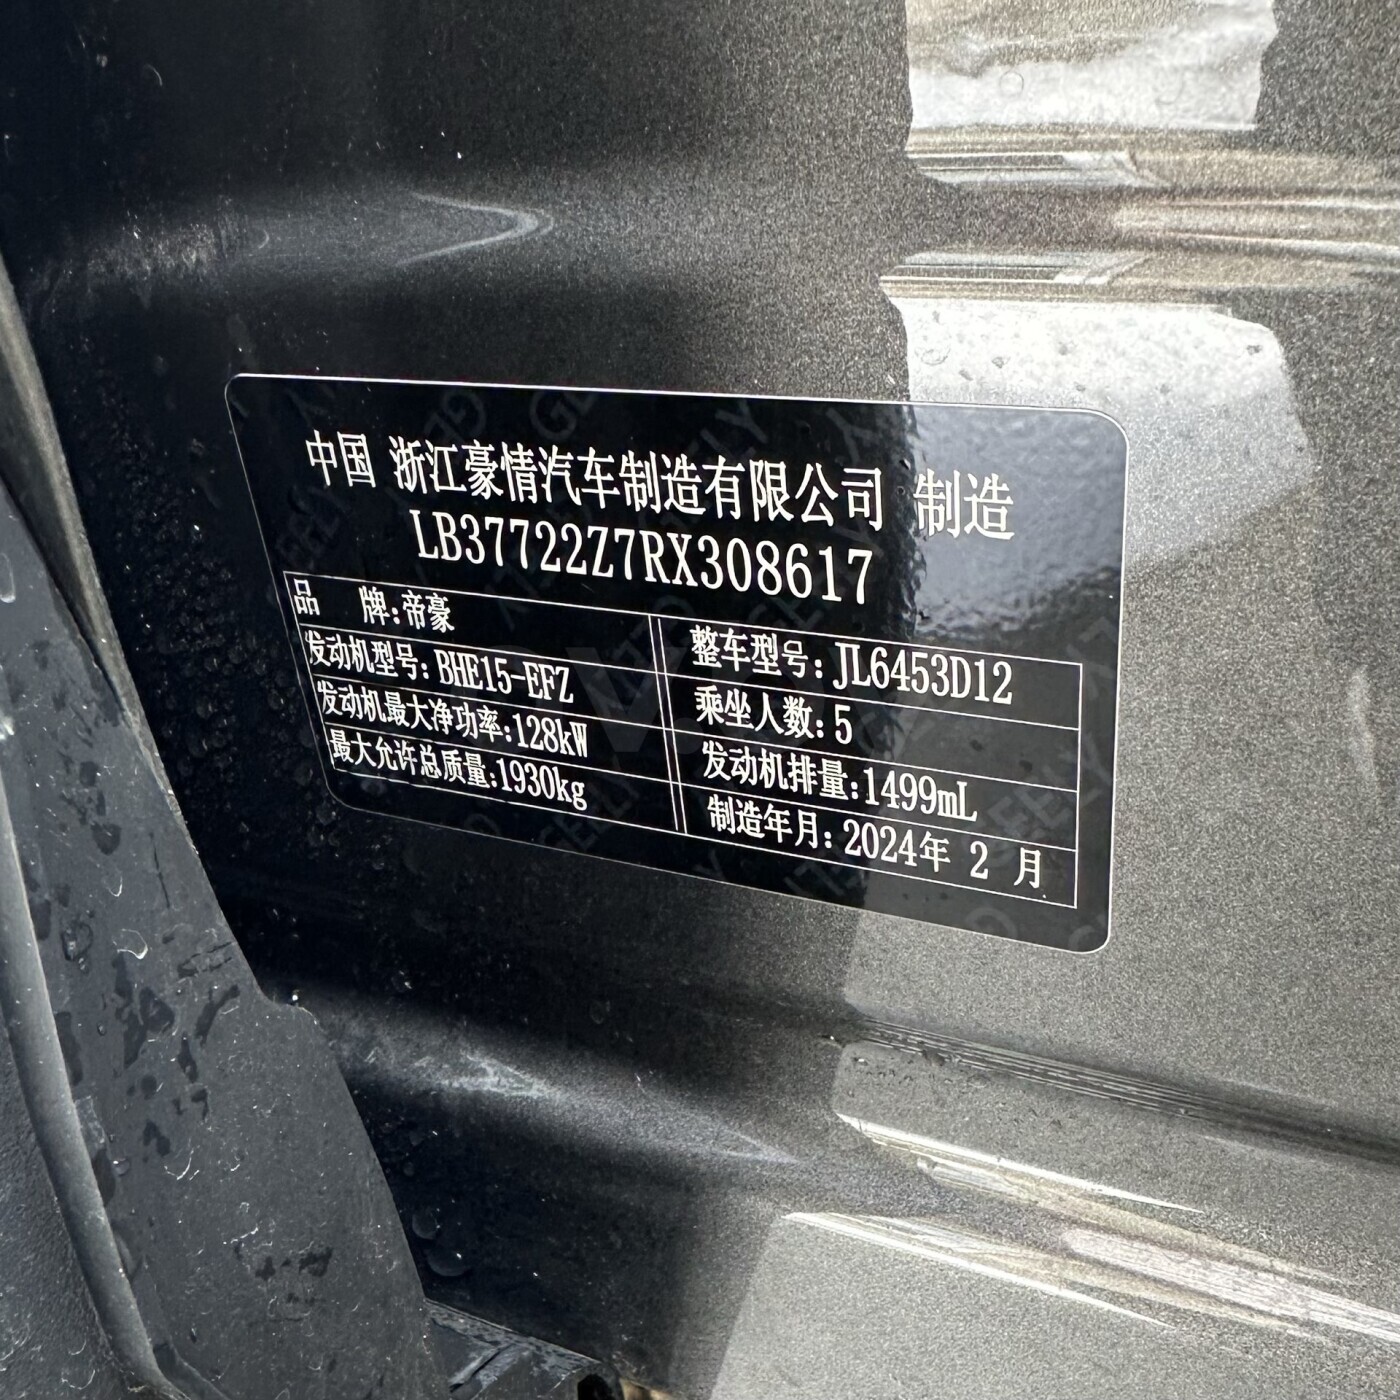 中国 浙江豪情汽车制造有限公司 制造
LB37722Z7RX308617
品 牌:帝豪
整车型号:JL6453D12
发动机型号:BHE15-EFZ
乘坐人数:5
发动机最大净功率:128kW
发动机排量:1499mL
最大允许总质量:1930kg
制造年月:2024年 2 月